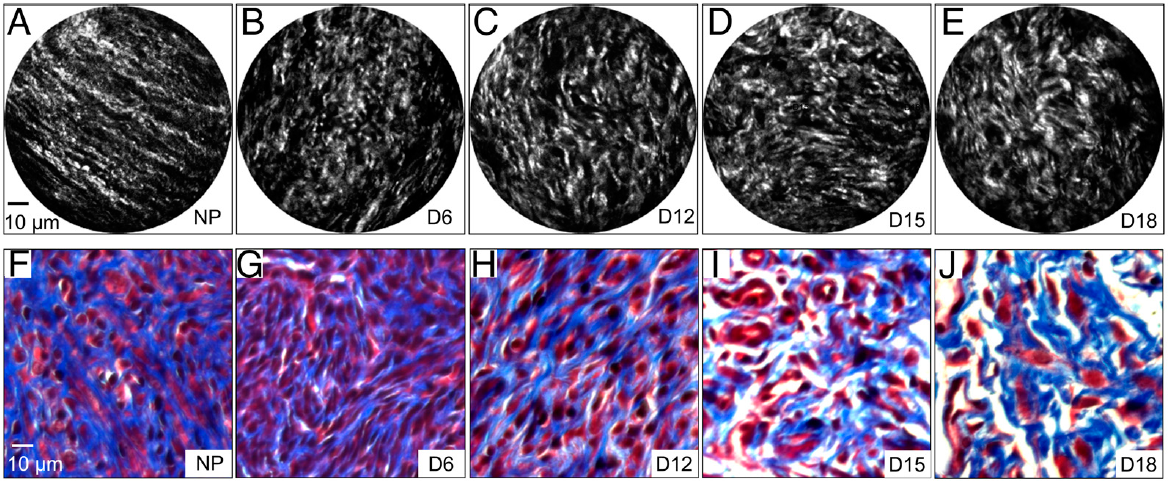 A B C D E
10 µm NP D6 D12 D15 D18
F G H I J
10 µm NP D6 D12 D15 D18